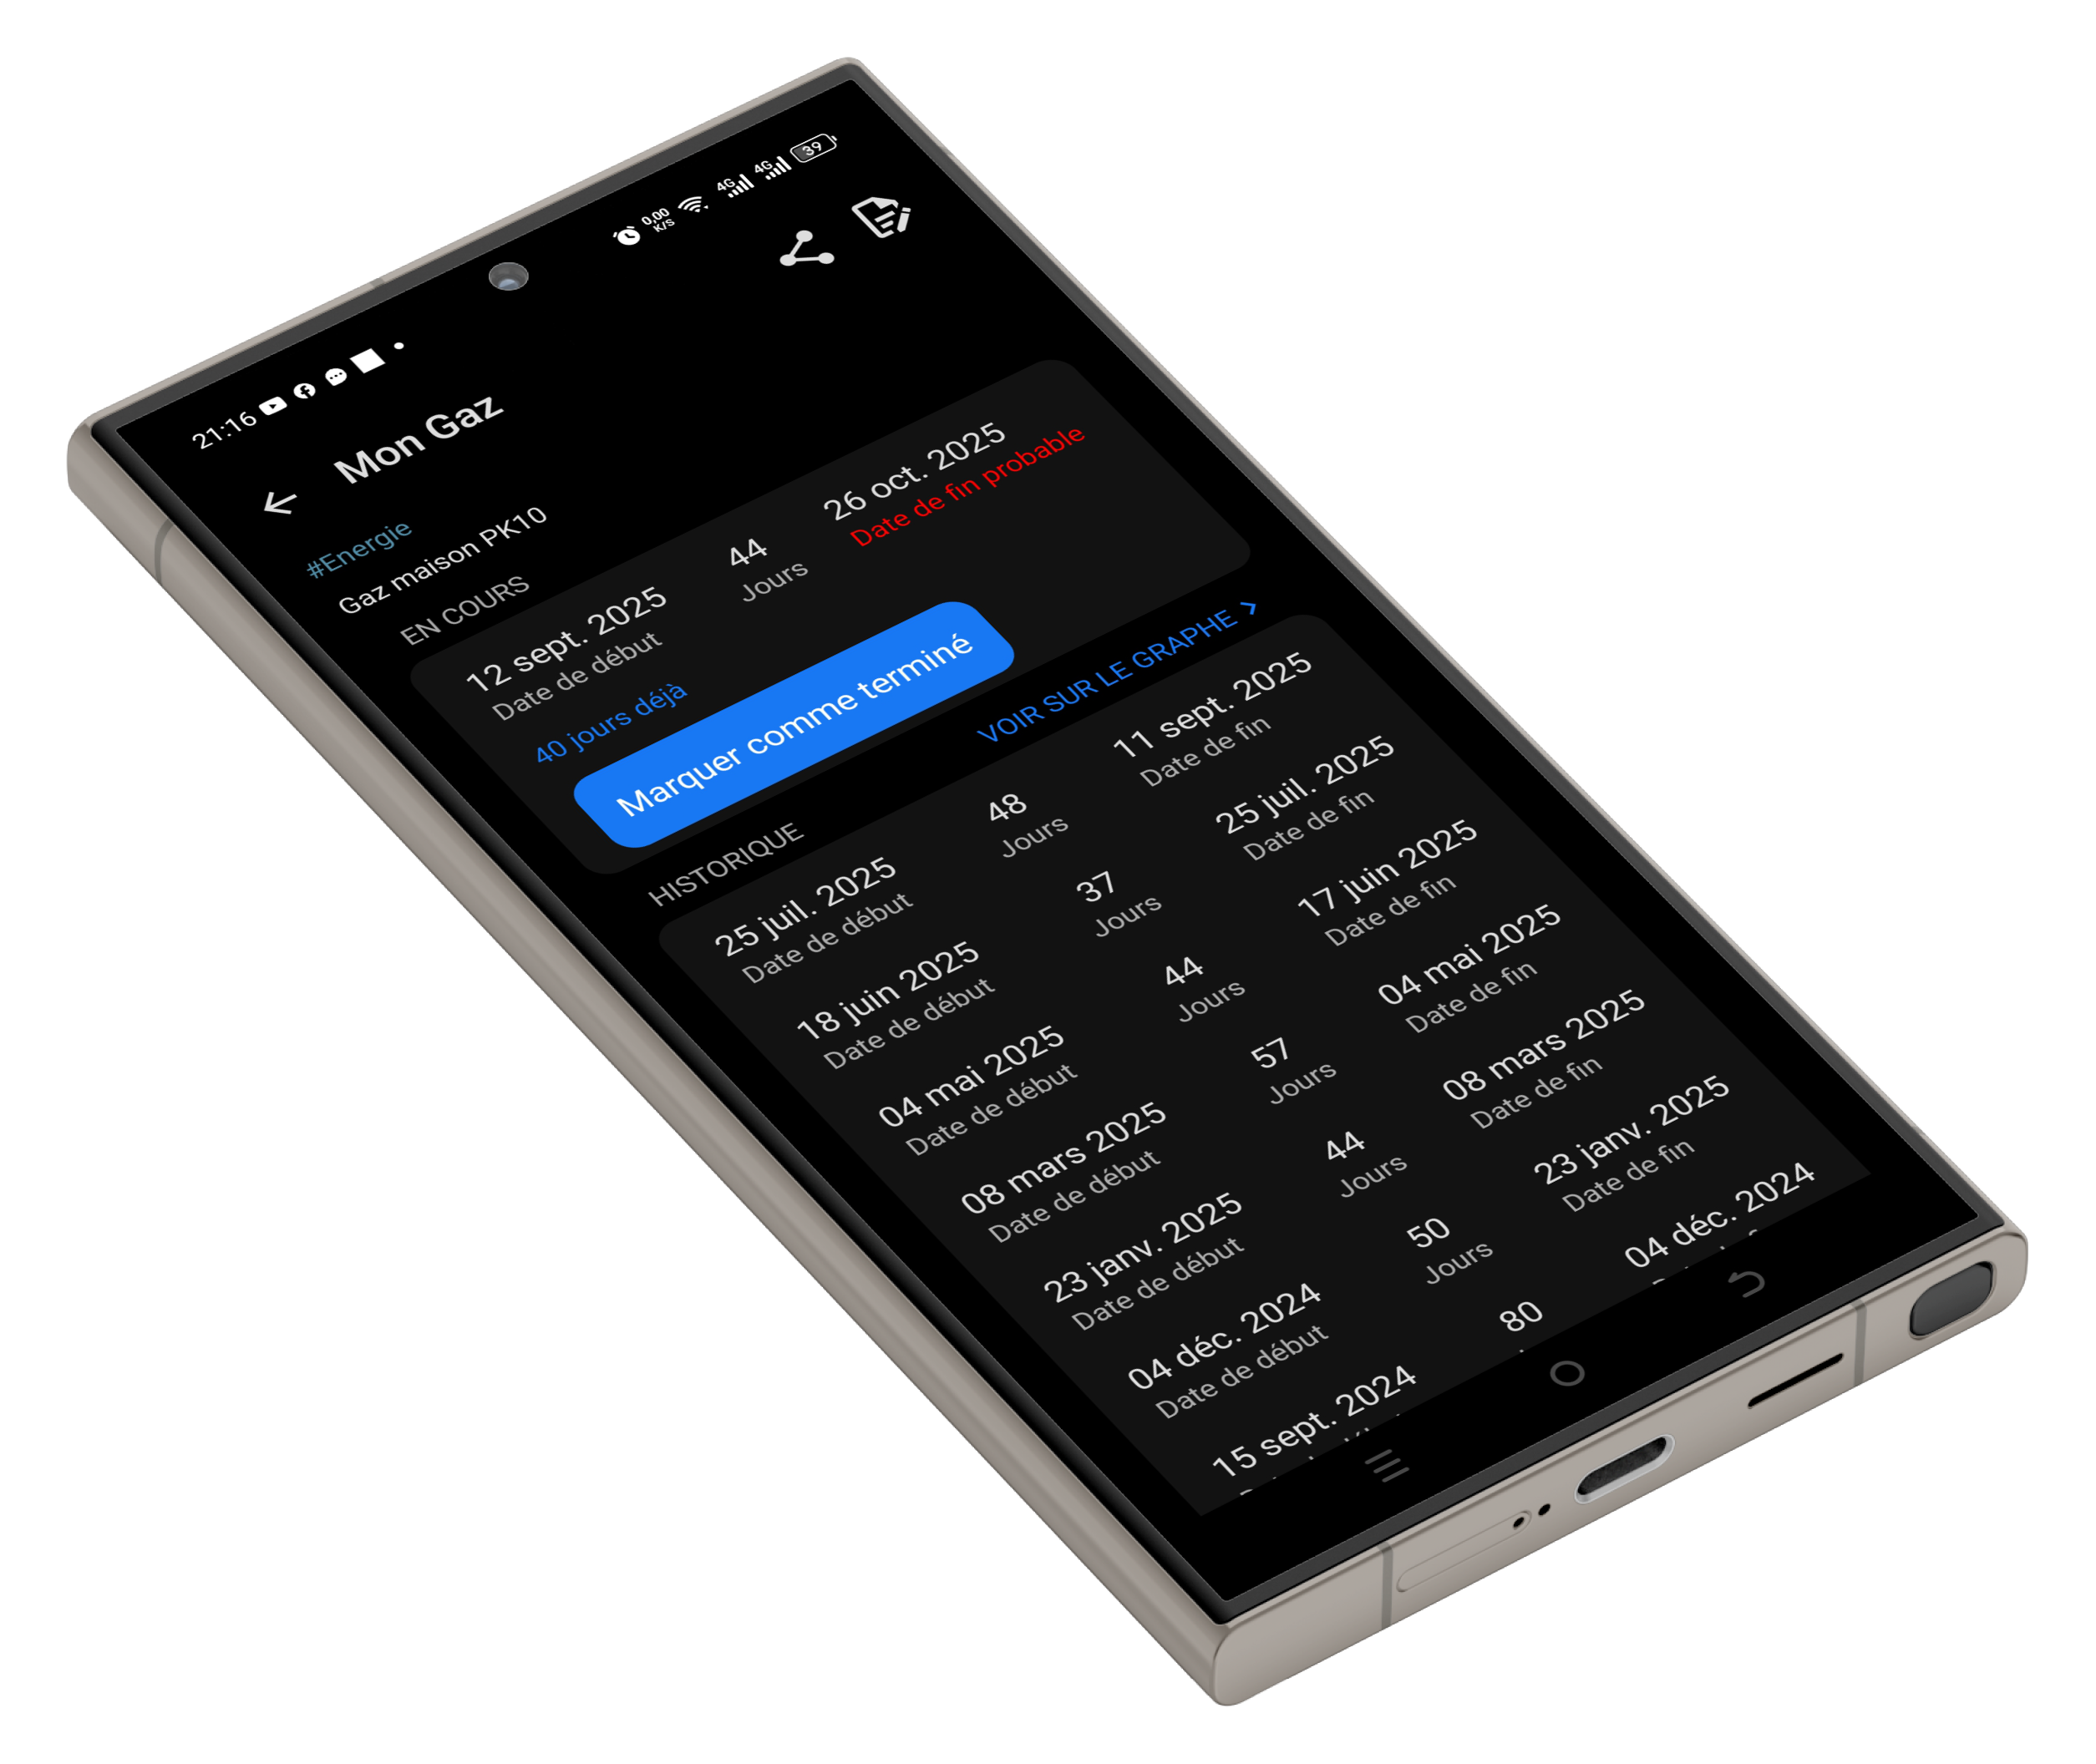 21:16
0,00
K/S
4G
4G
39
Mon Gaz
#Energie
Gaz maison PK10
EN COURS
12 sept. 2025
Date de début
44
Jours
26 oct. 2025
Date de fin probable
40 jours déjà
Marquer comme terminé
HISTORIQUE
VOIR SUR LE GRAPHE
25 juil. 2025
Date de début
48
Jours
11 sept. 2025
Date de fin
18 juin 2025
Date de début
37
Jours
25 juil. 2025
Date de fin
04 mai 2025
Date de début
44
Jours
17 juin 2025
Date de fin
08 mars 2025
Date de début
57
Jours
04 mai 2025
Date de fin
23 janv. 2025
Date de début
44
Jours
08 mars 2025
Date de fin
04 déc. 2024
Date de début
50
Jours
23 janv. 2025
Date de fin
15 sept. 2024
80
04 déc. 2024